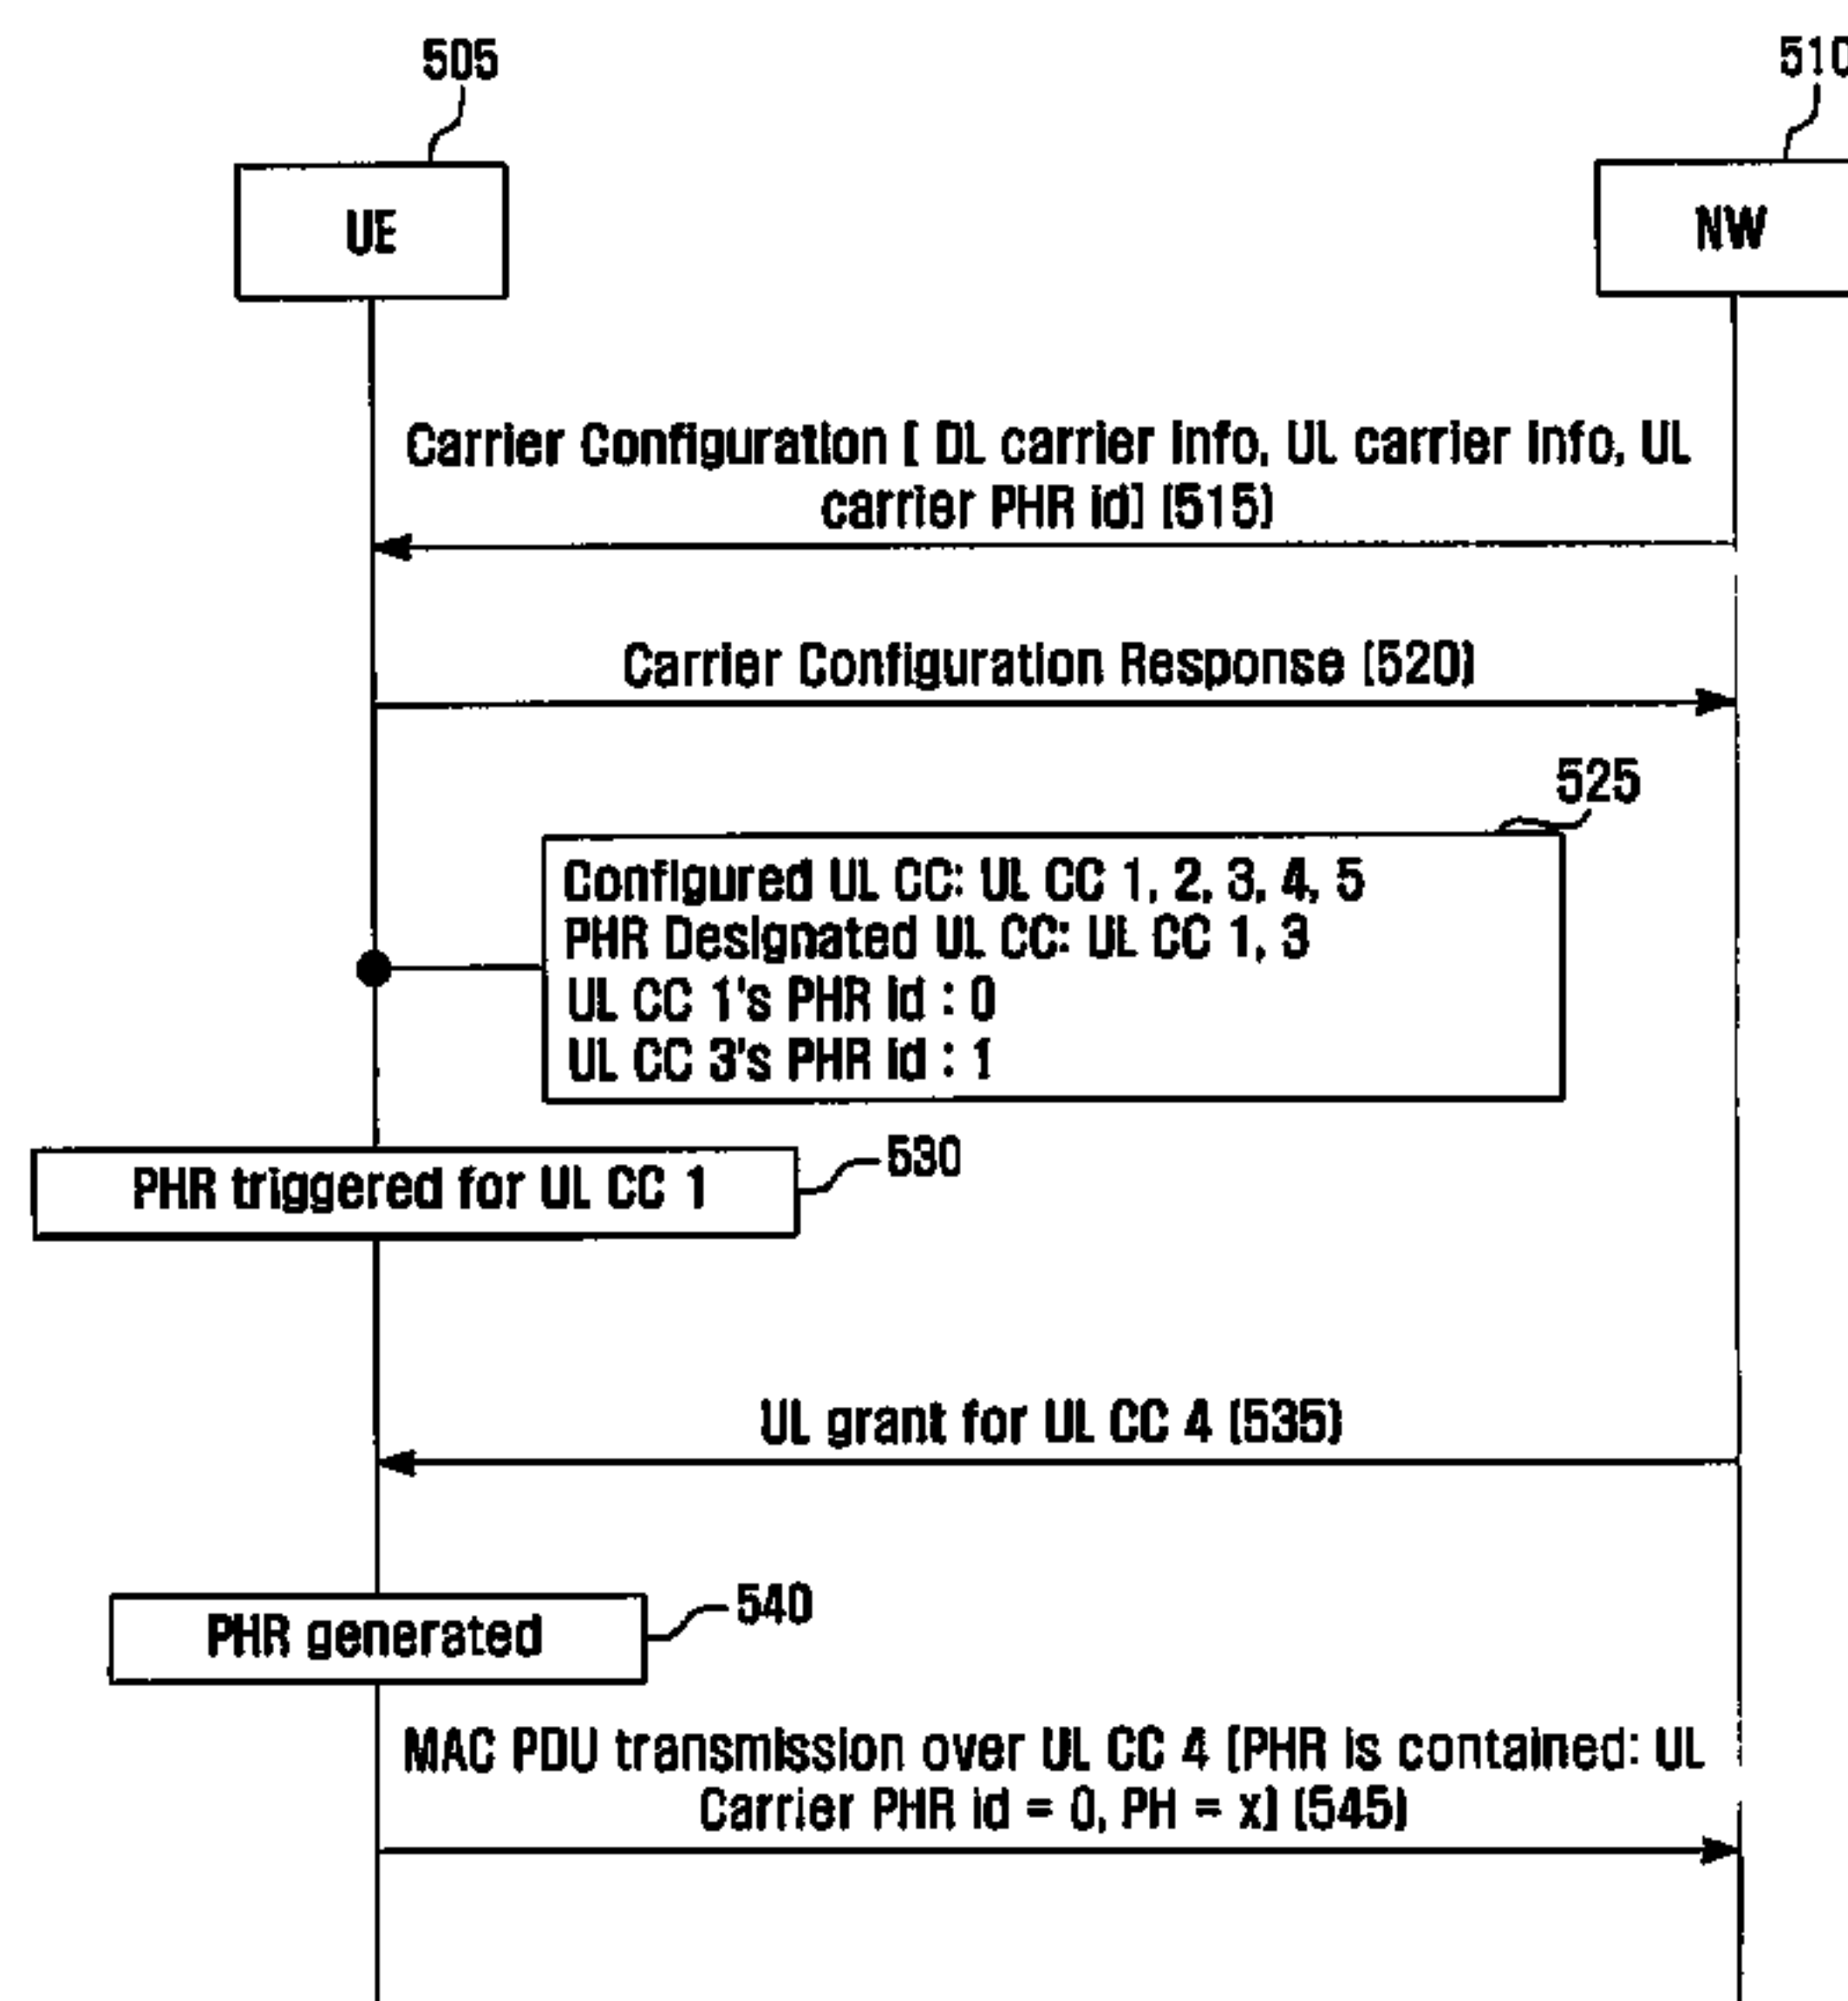 505
510
UE
NW
Carrier Configuration [ DL carrier info, UL carrier info, UL
carrier PHR id] (515)
Carrier Configuration Response (520)
525
Configured UL CC: UL CC 1, 2, 3, 4, 5
PHR Designated UL CC: UL CC 1, 3
UL CC 1's PHR id : 0
UL CC 3's PHR id : 1
PHR triggered for UL CC 1
530
UL grant for UL CC 4 (535)
PHR generated
540
MAC PDU transmission over UL CC 4 [PHR is contained: UL
Carrier PHR id = 0, PH = x] (545)